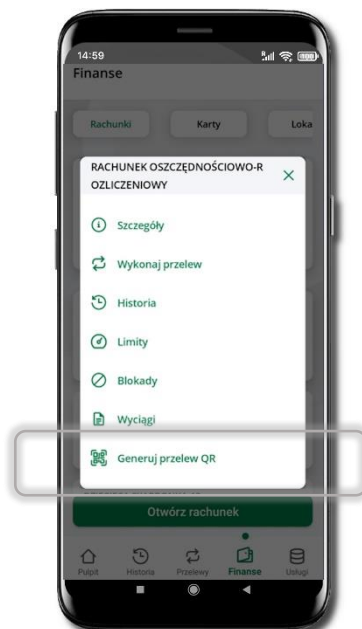 14:59
Finanse
Rachunki Karty Loka
RACHUNEK OSZCZĘDNOŚCIOWO-R
OZLICZENIOWY
Szczegóły
Wykonaj przelew
Historia
Limity
Blokady
Wyciągi
Generuj przelew QR
Otwórz rachunek
Pulpit Historia Przelewy Finanse Usługi